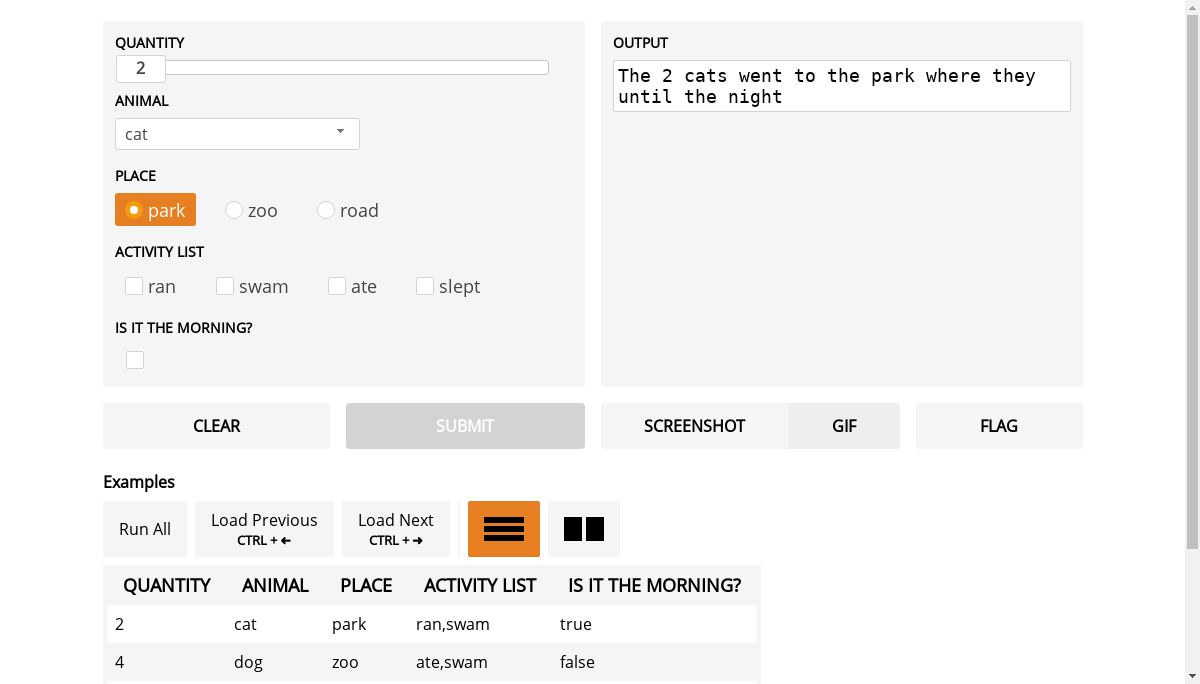 QUANTITY
2
ANIMAL
cat
PLACE
park zoo road
ACTIVITY LIST
ran swam ate slept
IS IT THE MORNING?
OUTPUT
The 2 cats went to the park where they
until the night
CLEAR SUBMIT SCREENSHOT GIF FLAG
Examples
Run All
Load Previous
CTRL + ←
Load Next
CTRL + →
QUANTITY ANIMAL PLACE ACTIVITY LIST IS IT THE MORNING?
2 cat park ran,swam true
4 dog zoo ate,swam false